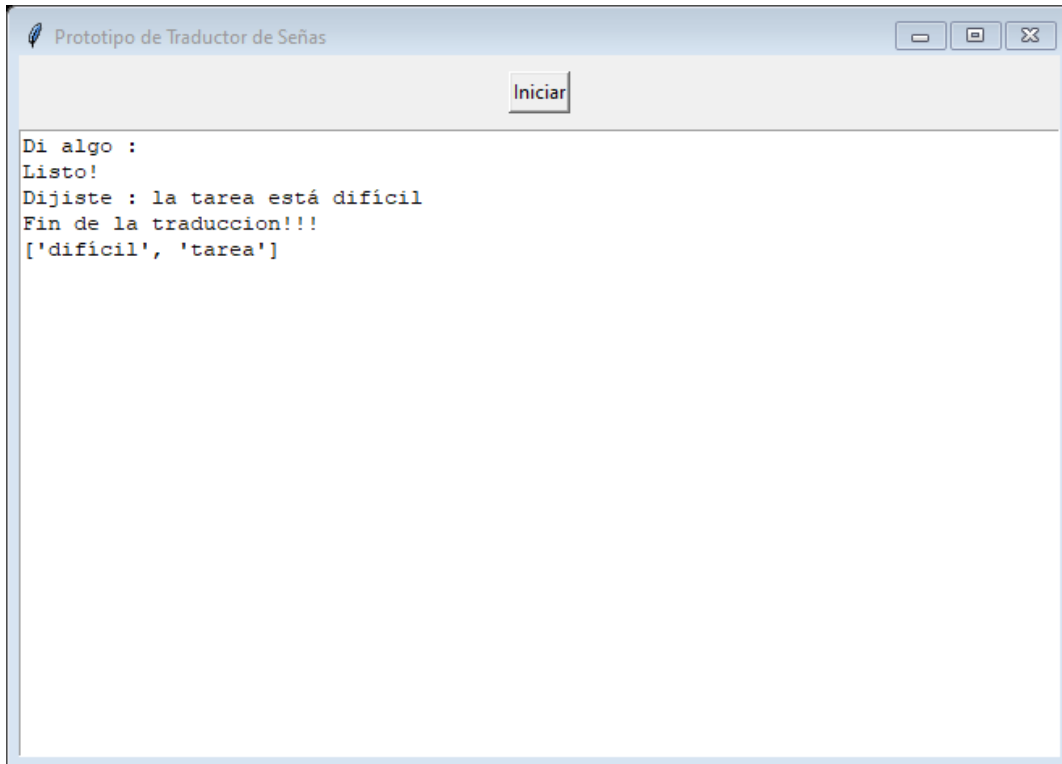 Prototipo de Traductor de Señas
Iniciar
Di algo :
Listo!
Dijiste : la tarea está difícil
Fin de la traduccion!!!
['difícil', 'tarea']